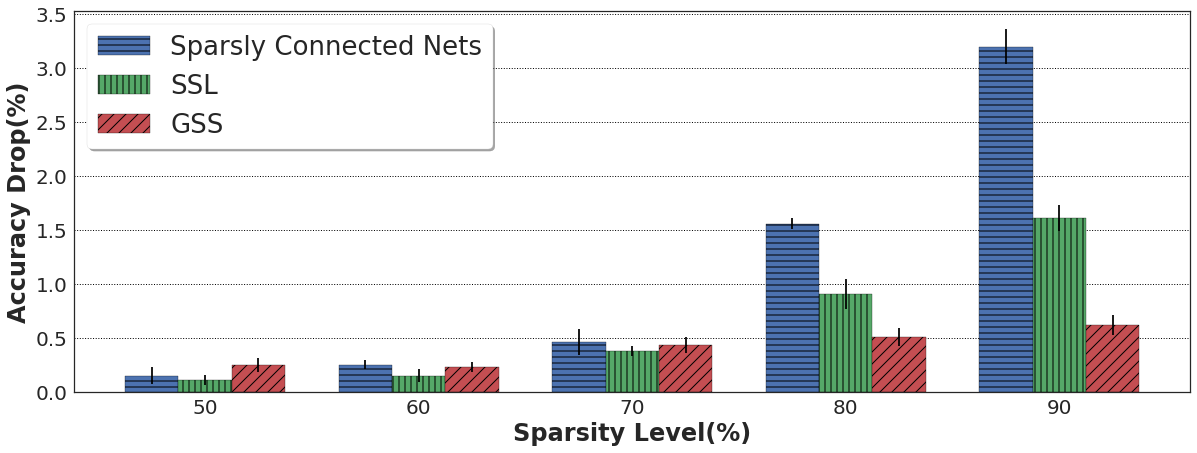 3.5
3.0
2.5
2.0
1.5
1.0
0.5
0.0
Accuracy Drop(%)
Sparsly Connected Nets
SSL
GSS
50 60 70 80 90
Sparsity Level(%)